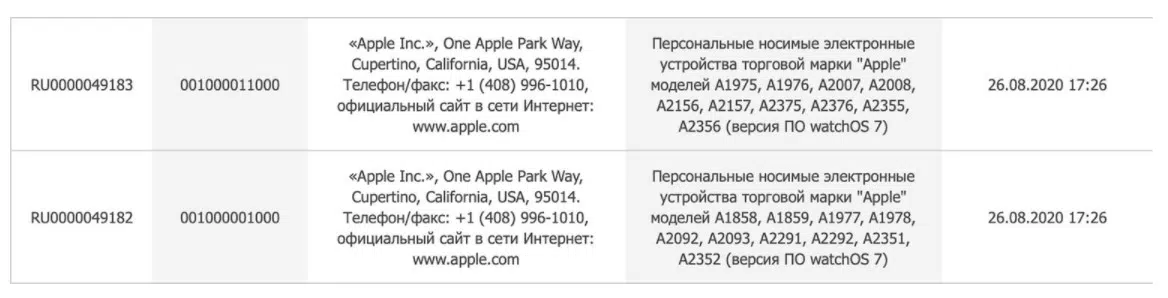 RU0000049183
001000011000
«Apple Inc.», One Apple Park Way,
Cupertino, California, USA, 95014.
Телефон/факс: +1 (408) 996-1010,
официальный сайт в сети Интернет:
www.apple.com
Персональные носимые электронные
устройства торговой марки "Apple"
моделей A1975, A1976, A2007, A2008,
A2156, A2157, A2375, A2376, A2355,
A2356 (версия ПО watchOS 7)
26.08.2020 17:26
RU0000049182
001000001000
«Apple Inc.», One Apple Park Way,
Cupertino, California, USA, 95014.
Телефон/факс: +1 (408) 996-1010,
официальный сайт в сети Интернет:
www.apple.com
Персональные носимые электронные
устройства торговой марки "Apple"
моделей A1858, A1859, A1977, A1978,
A2092, A2093, A2291, A2292, A2351,
A2352 (версия ПО watchOS 7)
26.08.2020 17:26